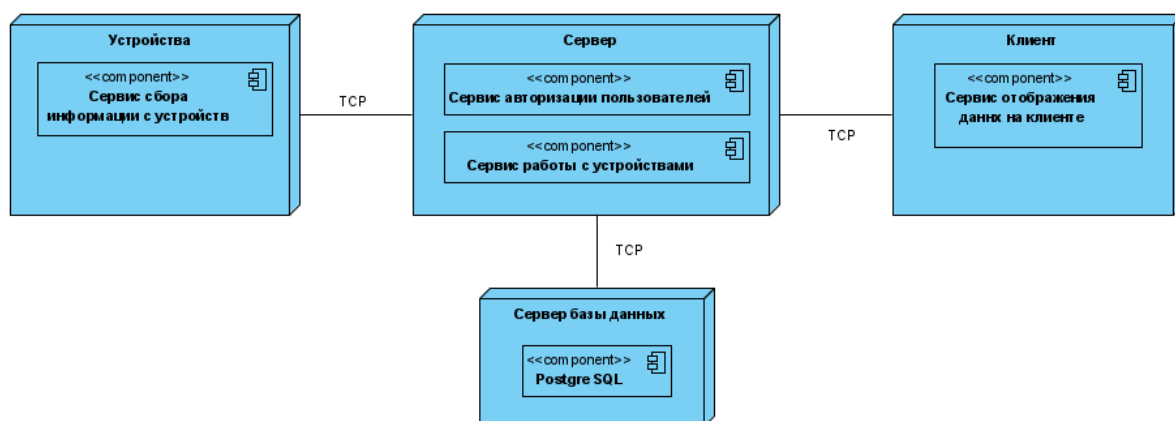 Устройства
<<component>>
Сервис сбора
информации с устройств
TCP
Сервер
<<component>>
Сервис авторизации пользователей
<<component>>
Сервис работы с устройствами
TCP
Клиент
<<component>>
Сервис отображения
даннх на клиенте
TCP
Сервер базы данных
<<component>>
Postgre SQL